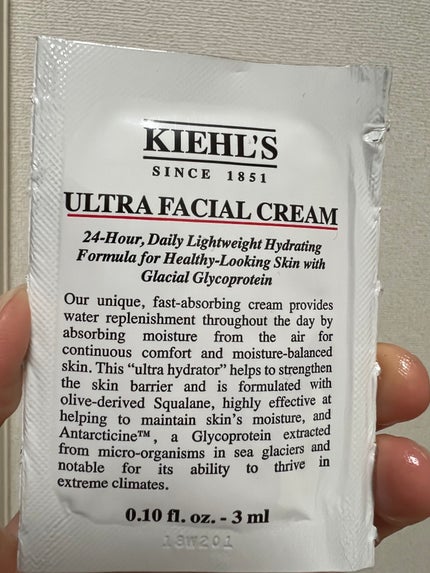 KIEHL'S
SINCE 1851
ULTRA FACIAL CREAM
24-Hour, Daily Lightweight Hydrating
Formula for Healthy-Looking Skin with
Glacial Glycoprotein
Our unique, fast-absorbing cream provides
water replenishment throughout the day by
absorbing moisture from the air for
continuous comfort and moisture-balanced
skin. This “ultra hydrator” helps to strengthen
the skin barrier and is formulated with
olive-derived Squalane, highly effective at
helping to maintain skin’s moisture, and
Antarcticine™, a Glycoprotein extracted
from micro-organisms in sea glaciers and
notable for its ability to thrive in
extreme climates.
0.10 fl. oz. - 3 ml
18W201